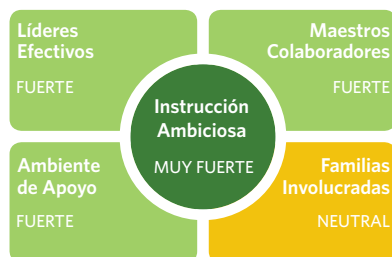 Líderes
Efectivos
FUERTE
Maestros
Colaboradores
FUERTE
Instrucción
Ambiciosa
MUY FUERTE
Ambiente
de Apoyo
FUERTE
Familias
Involucradas
NEUTRAL